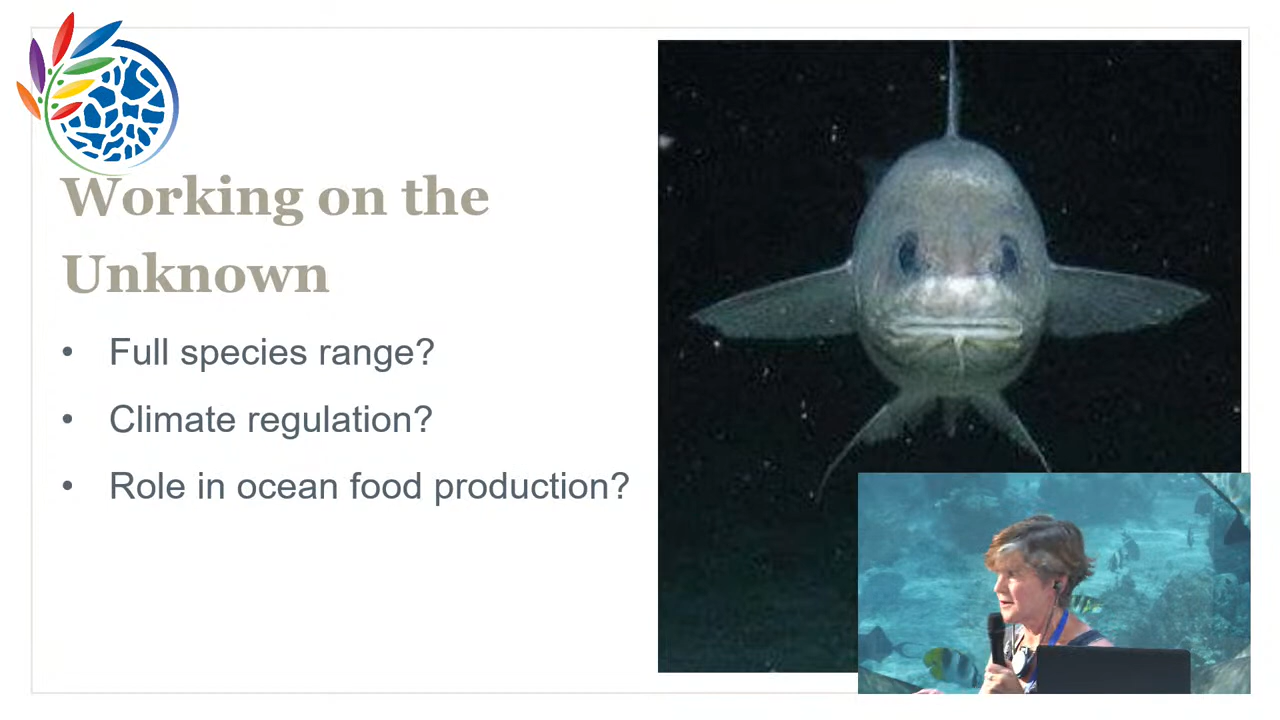 Working on the
Unknown
• Full species range?
• Climate regulation?
• Role in ocean food production?